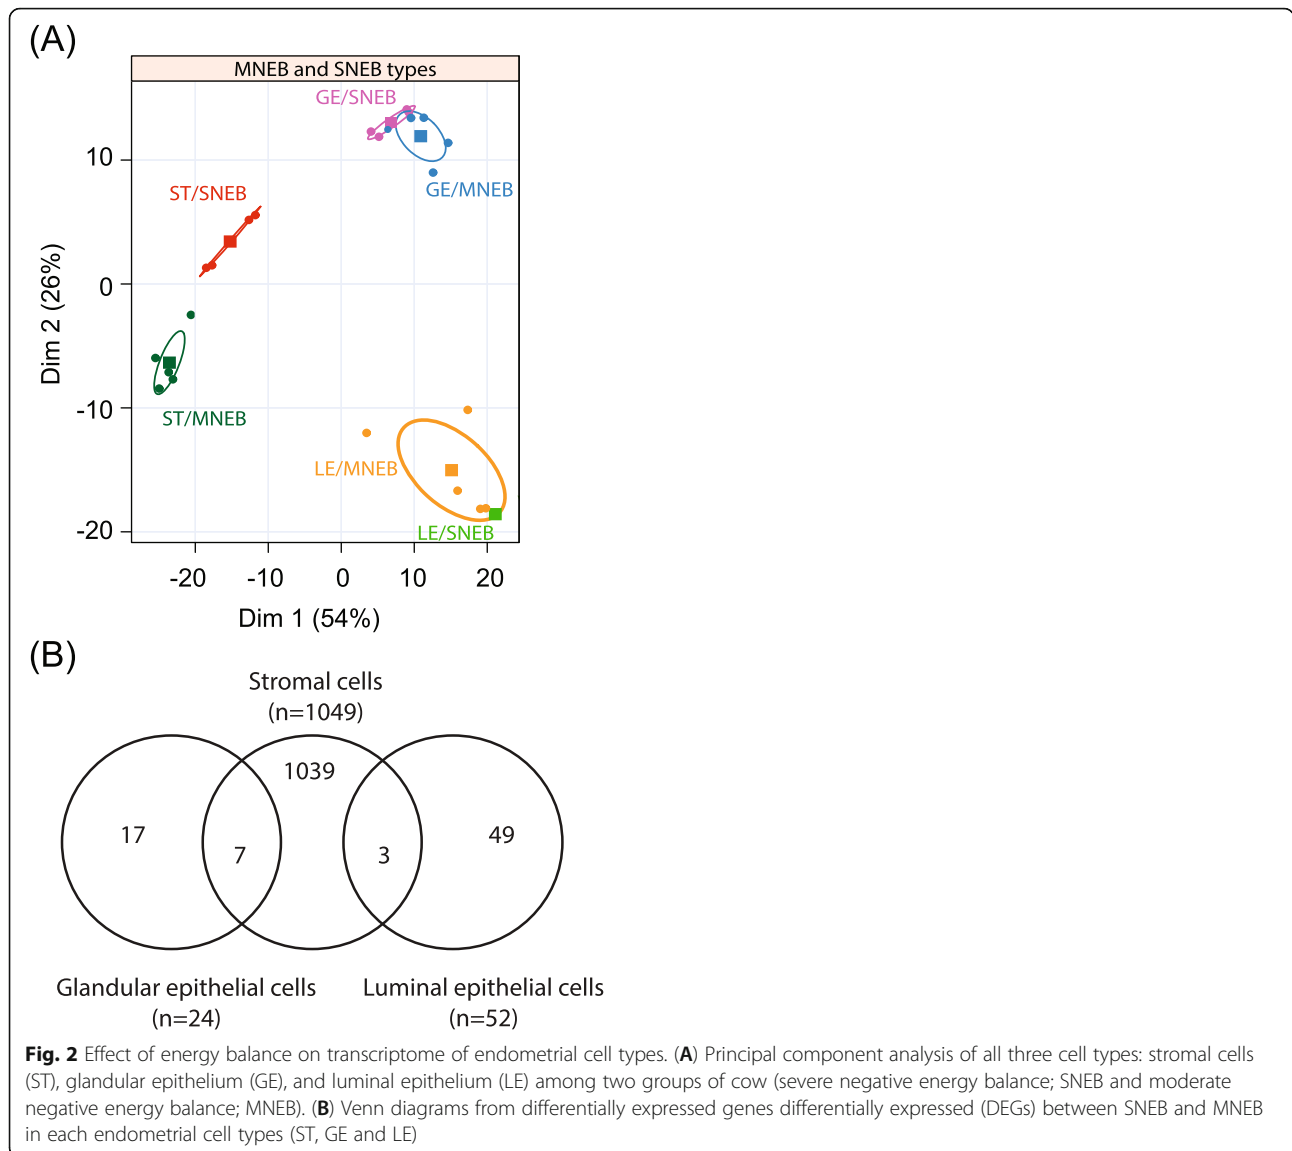 (A)
MNEB and SNEB types
GE/SNEB
GE/MNEB
ST/SNEB
ST/MNEB
LE/MNEB
LE/SNEB
10
0
-10
-20
Dim 2 (26%)
-20 -10 0 10 20
Dim 1 (54%)
(B)
Stromal cells
(n=1049)
1039
17
49
7
3
Glandular epithelial cells
(n=24)
Luminal epithelial cells
(n=52)
Fig. 2 Effect of energy balance on transcriptome of endometrial cell types. (A) Principal component analysis of all three cell types: stromal cells
(ST), glandular epithelium (GE), and luminal epithelium (LE) among two groups of cow (severe negative energy balance; SNEB and moderate
negative energy balance; MNEB). (B) Venn diagrams from differentially expressed genes differentially expressed (DEGs) between SNEB and MNEB
in each endometrial cell types (ST, GE and LE)